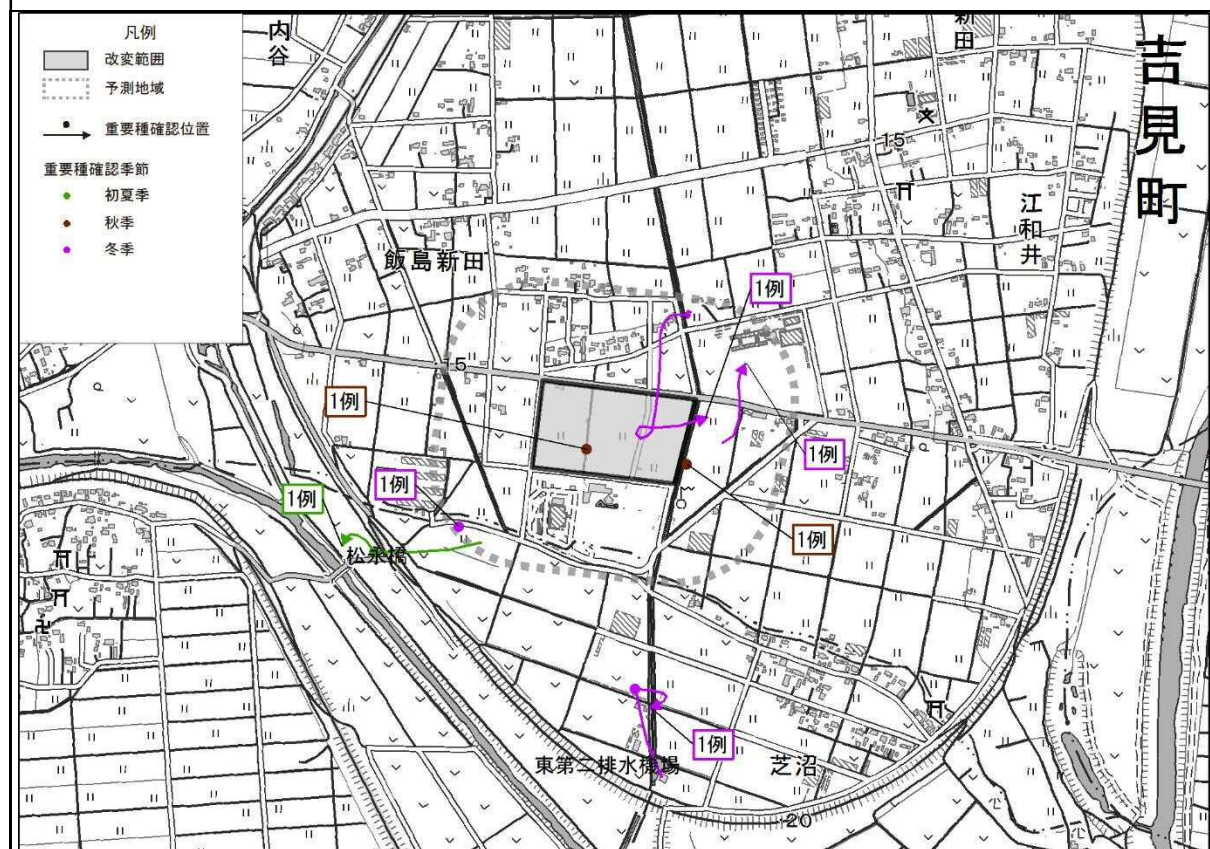 凡例
改変範囲
予測地域
重要種確認位置
重要種確認季節
初夏季
秋季
冬季
内谷
新田
吉見町
15
江和井
飯島新田
1例
15
1例
1例
1例
1例
1例
松永橋
1例
東第二排水機場
芝沼
20